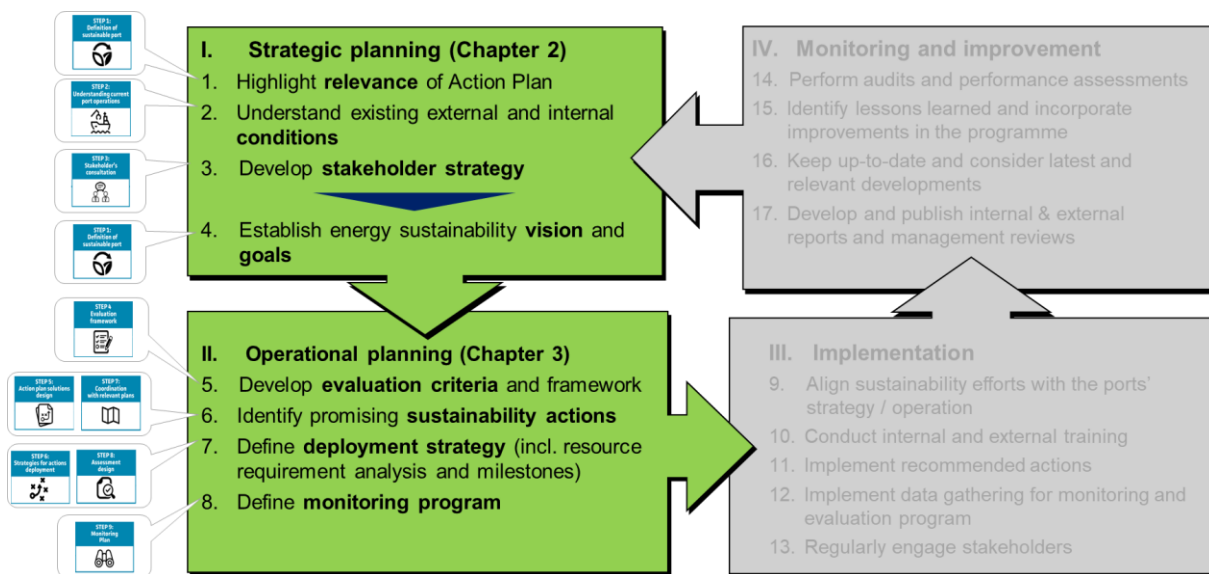 STEP 1:
Definition of
sustainable port
STEP 2:
Understanding current
port operations
STEP 3:
Stakeholder's
consultation
STEP 1:
Definition of
sustainable port
I. Strategic planning (Chapter 2)
1. Highlight relevance of Action Plan
2. Understand existing external and internal
conditions
3. Develop stakeholder strategy
4. Establish energy sustainability vision and
goals
STEP 4
Evaluation
framework
STEP 5:
Action plan solutions
design
STEP 7:
Coordination
with relevant plans
STEP 6:
Strategies for actions
deployment
STEP 8:
Assessment
design
STEP 9:
Monitoring
Plan
II. Operational planning (Chapter 3)
5. Develop evaluation criteria and framework
6. Identify promising sustainability actions
7. Define deployment strategy (incl. resource
requirement analysis and milestones)
8. Define monitoring program
III. Implementation
9. Align sustainability efforts with the ports'
strategy / operation
10. Conduct internal and external training
11. Implement recommended actions
12. Implement data gathering for monitoring and
evaluation program
13. Regularly engage stakeholders
IV. Monitoring and improvement
14. Perform audits and performance assessments
15. Identify lessons learned and incorporate
improvements in the programme
16. Keep up-to-date and consider latest and
relevant developments
17. Develop and publish internal & external
reports and management reviews